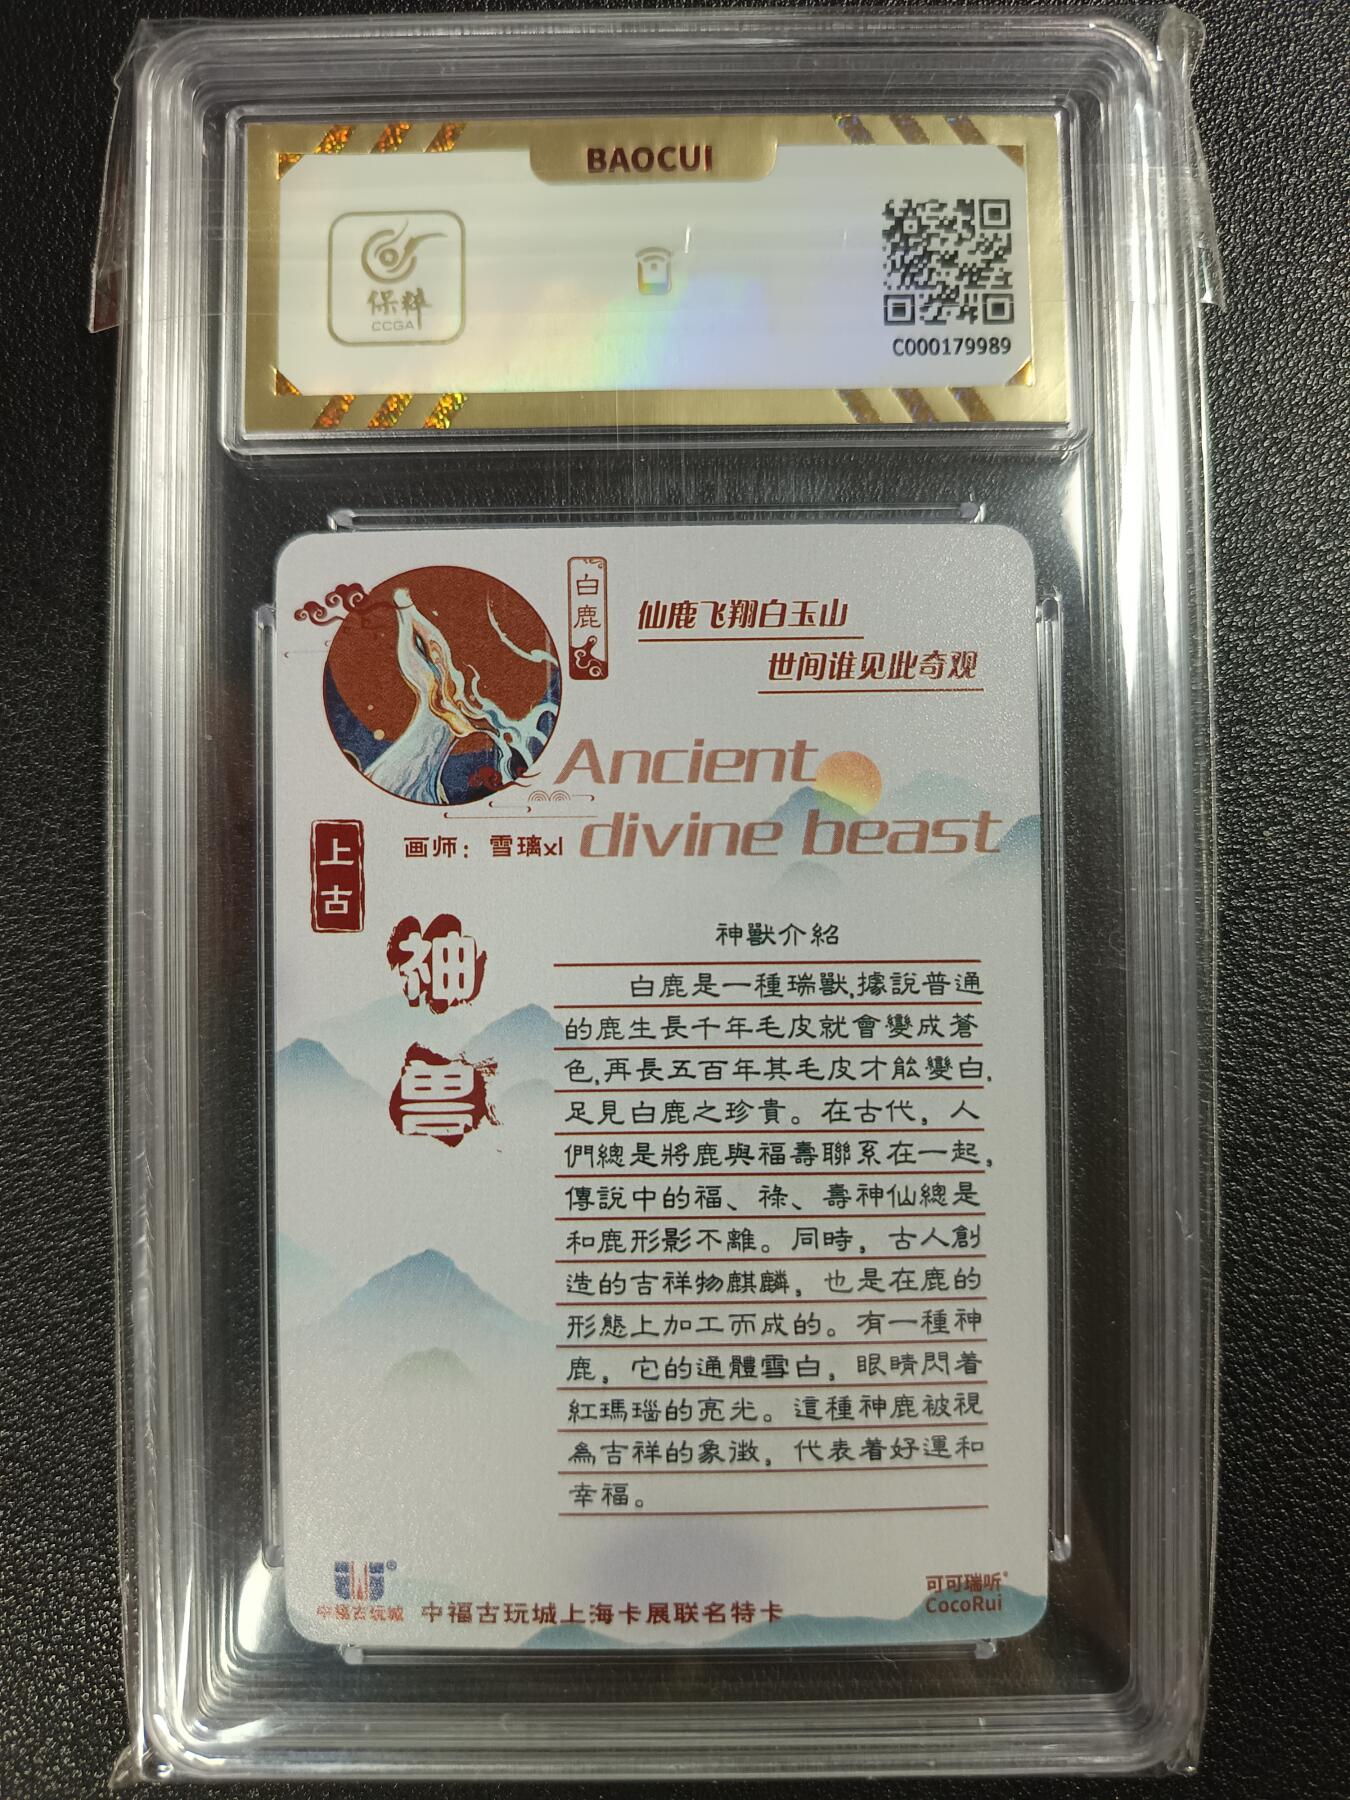 BAOCUI
保粹
CCGA
C000179989
白鹿
仙鹿飞翔白玉山
世间谁见此奇观
Ancient
divine beast
画师：雪璃xl
上古
神兽
神獸介紹
白鹿是一種瑞獸,據說普通
的鹿生長千年毛皮就會變成蒼
色,再長五百年其毛皮才能變白,
足見白鹿之珍貴。在古代，人
們總是將鹿與福壽聯系在一起,
傳說中的福、祿、壽神仙總是
和鹿形影不離。同時，古人創
造的吉祥物麒麟，也是在鹿的
形態上加工而成的。有一種神
鹿，它的通體雪白，眼睛閃着
紅瑪瑙的亮光。這種神鹿被視
為吉祥的象徵，代表着好運和
幸福。
®
中福古玩城
中福古玩城上海卡展联名特卡
可可瑞听®
CocoRui